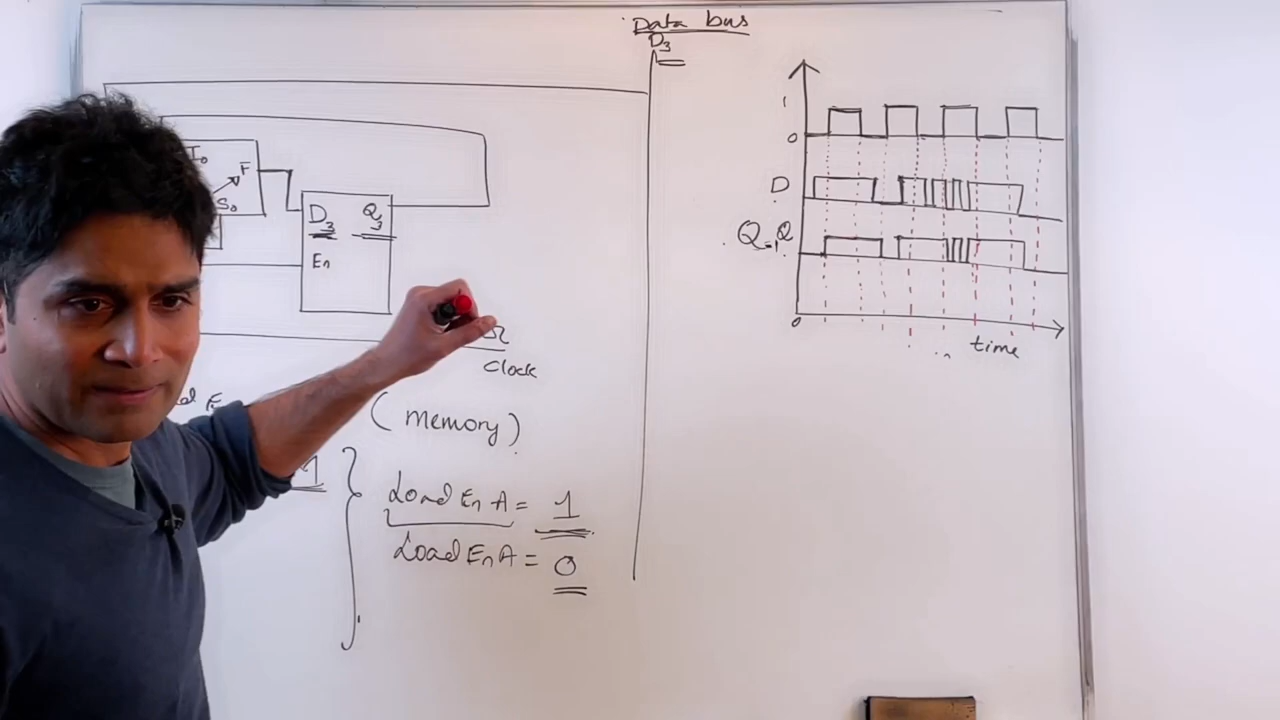 Data bus
D3
I0
F
S0
D3
Q3
En
Clock
(memory)
1
Load En A = 1
Load En A = 0
1
0
D
Q
0
time